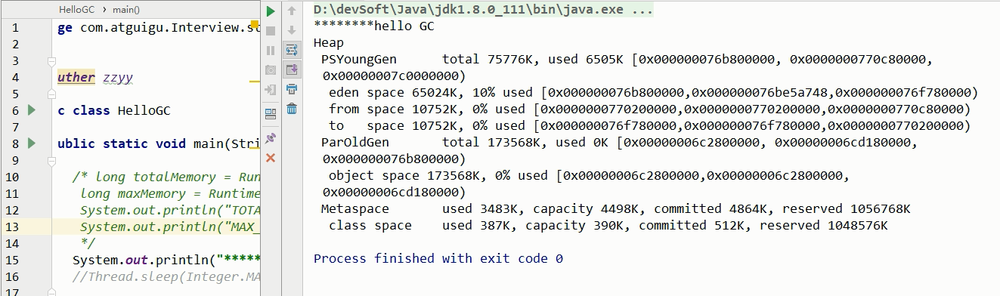 HelloGC > main()
1 ge com.atguigu.Interview.st
2
3
4 uther zzyy
5
6 c class HelloGC
7
8 ublic static void main(Stri
9
10 /* long totalMemory = Run
11 long maxMemory = Runtime
12 System.out.println("TOTA
13 System.out.println("MAX_
14 */
15 System.out.println("*****
16 //Thread.sleep(Integer.MA
17
D:\devSoft\Java\jdk1.8.0_111\bin\java.exe ...
********hello GC
Heap
PSYoungGen total 75776K, used 6505K [0x000000076b800000, 0x0000000770c80000,
0x00000007c0000000)
eden space 65024K, 10% used [0x000000076b800000,0x000000076be5a748,0x000000076f780000)
from space 10752K, 0% used [0x0000000770200000,0x0000000770200000,0x0000000770c80000)
to space 10752K, 0% used [0x000000076f780000,0x000000076f780000,0x0000000770200000)
ParOldGen total 173568K, used 0K [0x00000006c2800000, 0x00000006cd180000,
0x000000076b800000)
object space 173568K, 0% used [0x00000006c2800000,0x00000006c2800000,
0x00000006cd180000)
Metaspace used 3483K, capacity 4498K, committed 4864K, reserved 1056768K
class space used 387K, capacity 390K, committed 512K, reserved 1048576K
Process finished with exit code 0